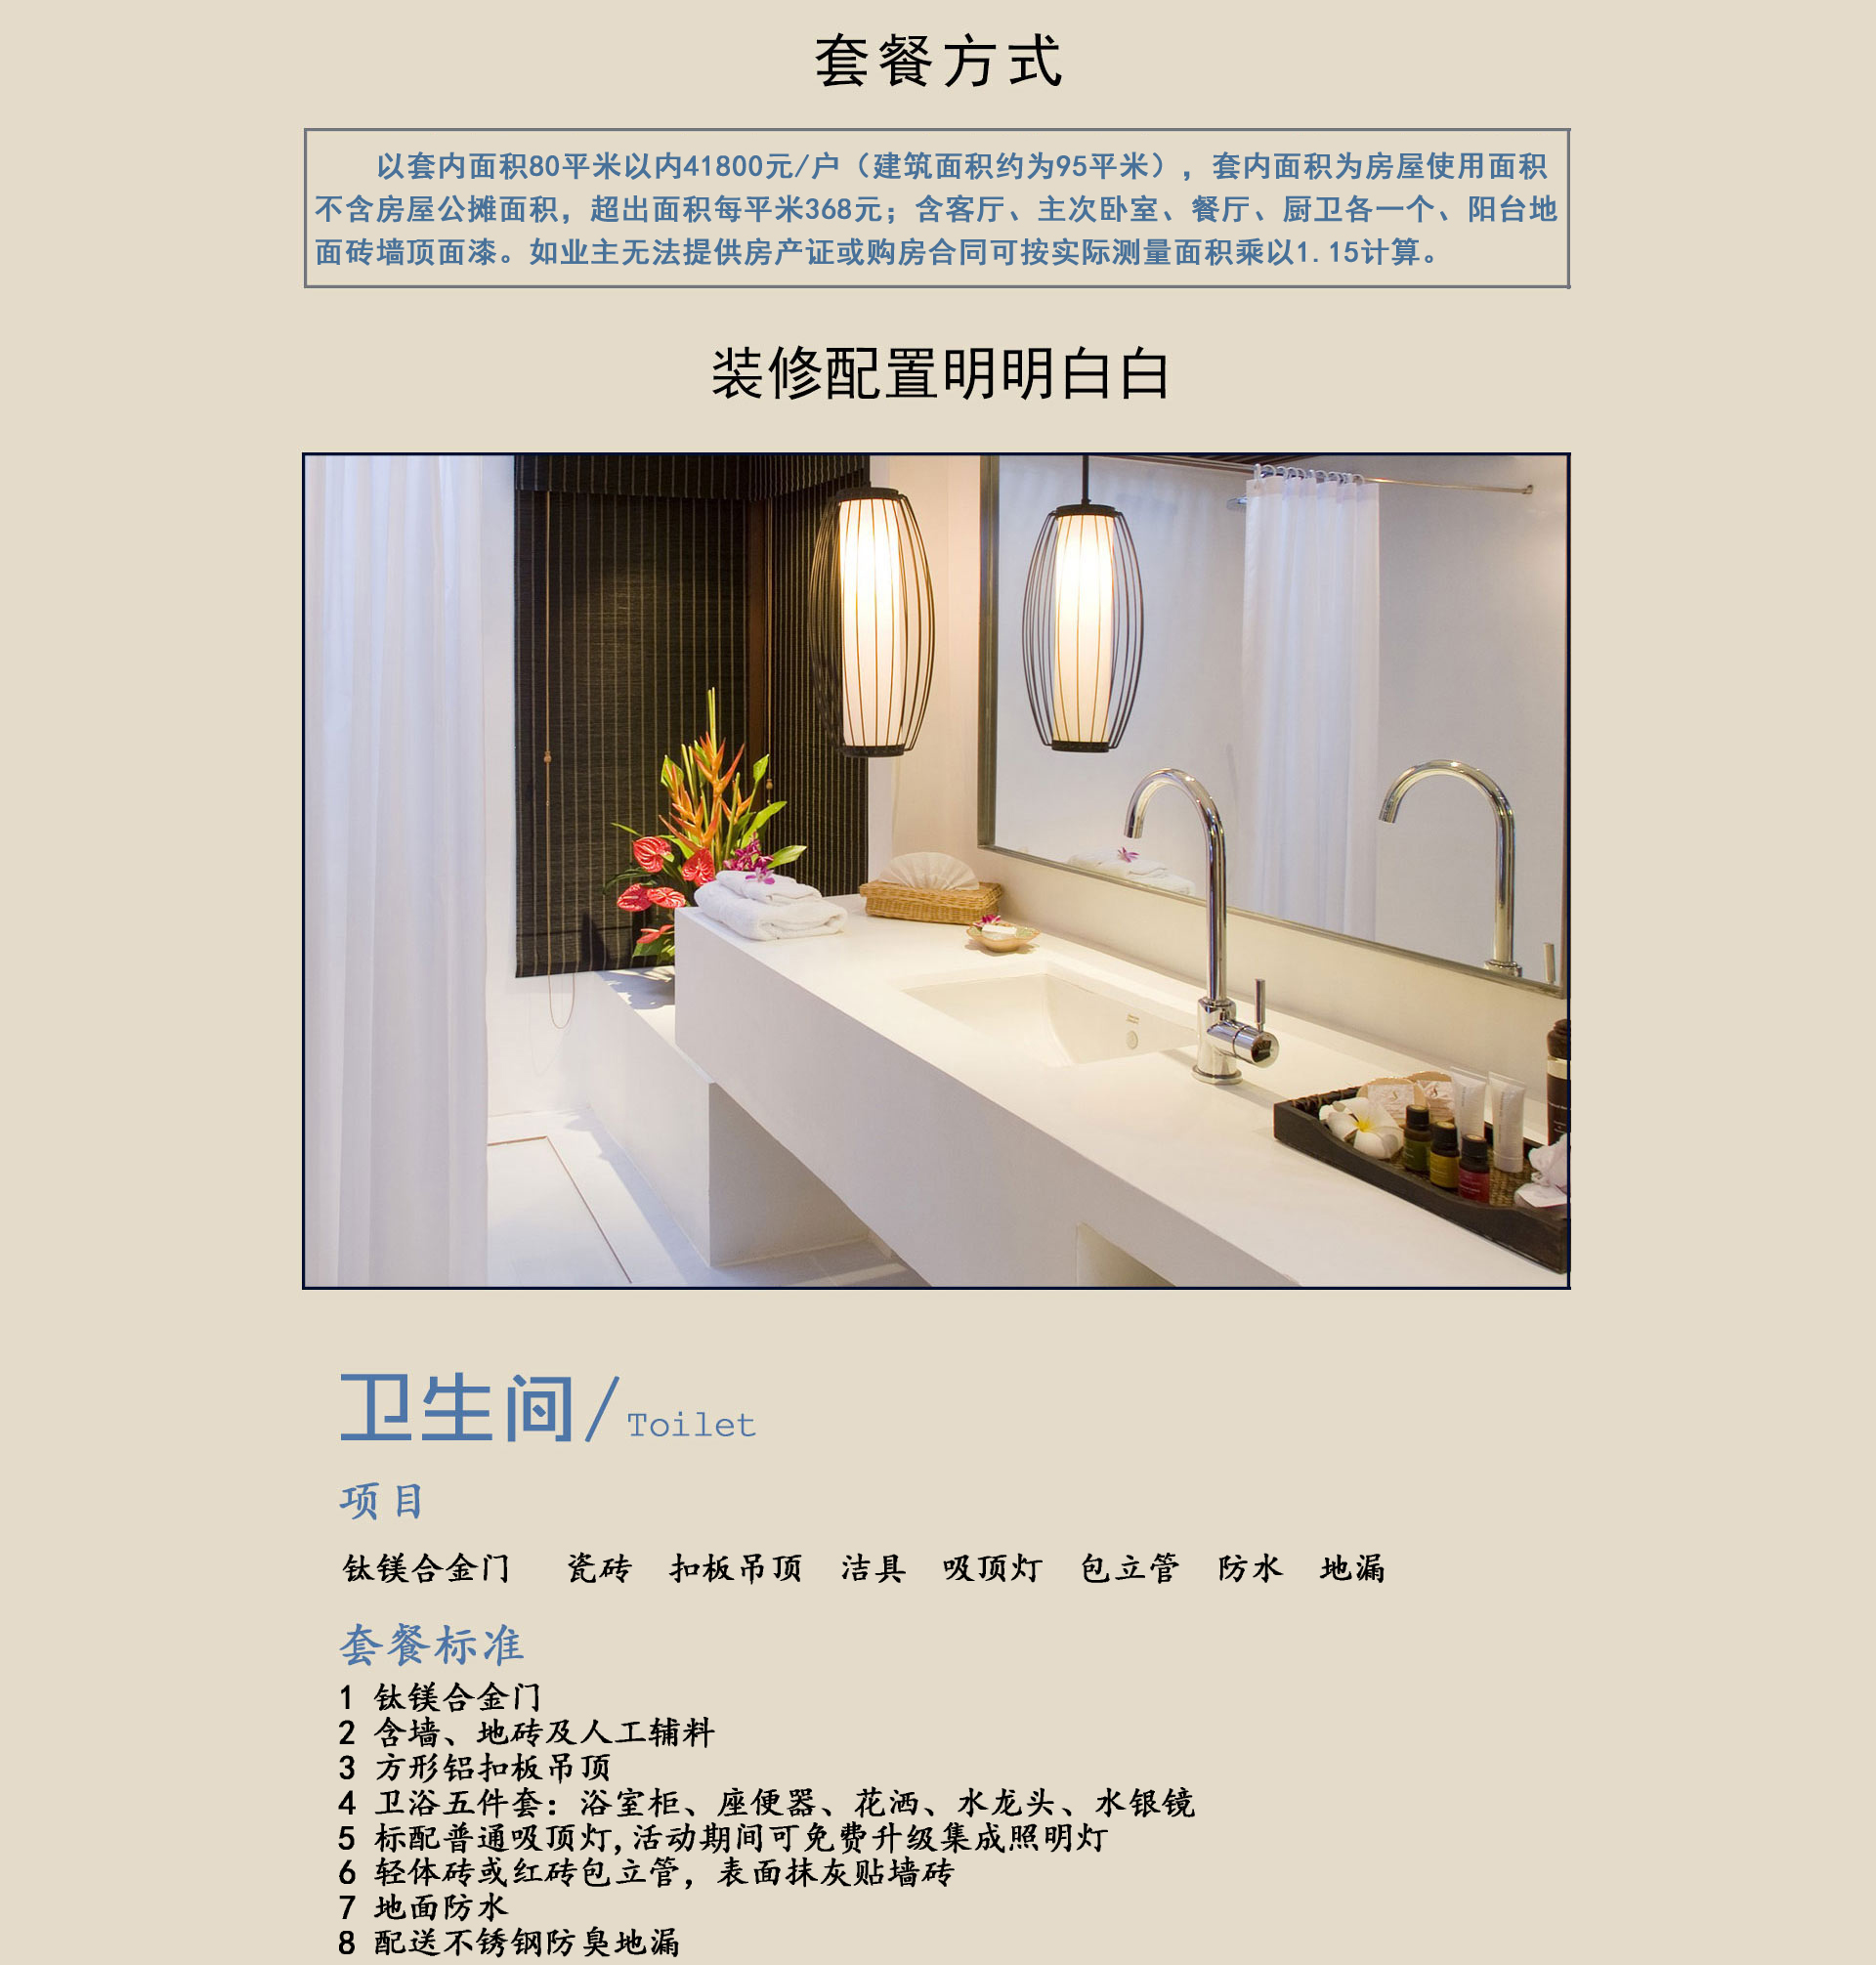 套餐方式
以套内面积80平米以内41800元/户（建筑面积约为95平米），套内面积为房屋使用面积
不含房屋公摊面积，超出面积每平米368元；含客厅、主次卧室、餐厅、厨卫各一个、阳台地
面砖墙顶面漆。如业主无法提供房产证或购房合同可按实际测量面积乘以1.15计算。
装修配置明明白白
卫生间/Toilet
项目
钛镁合金门 瓷砖 扣板吊顶 洁具 吸顶灯 包立管 防水 地漏
套餐标准
1 钛镁合金门
2 含墙、地砖及人工辅料
3 方形铝扣板吊顶
4 卫浴五件套：浴室柜、座便器、花洒、水龙头、水银镜
5 标配普通吸顶灯,活动期间可免费升级集成照明灯
6 轻体砖或红砖包立管，表面抹灰贴墙砖
7 地面防水
8 配送不锈钢防臭地漏